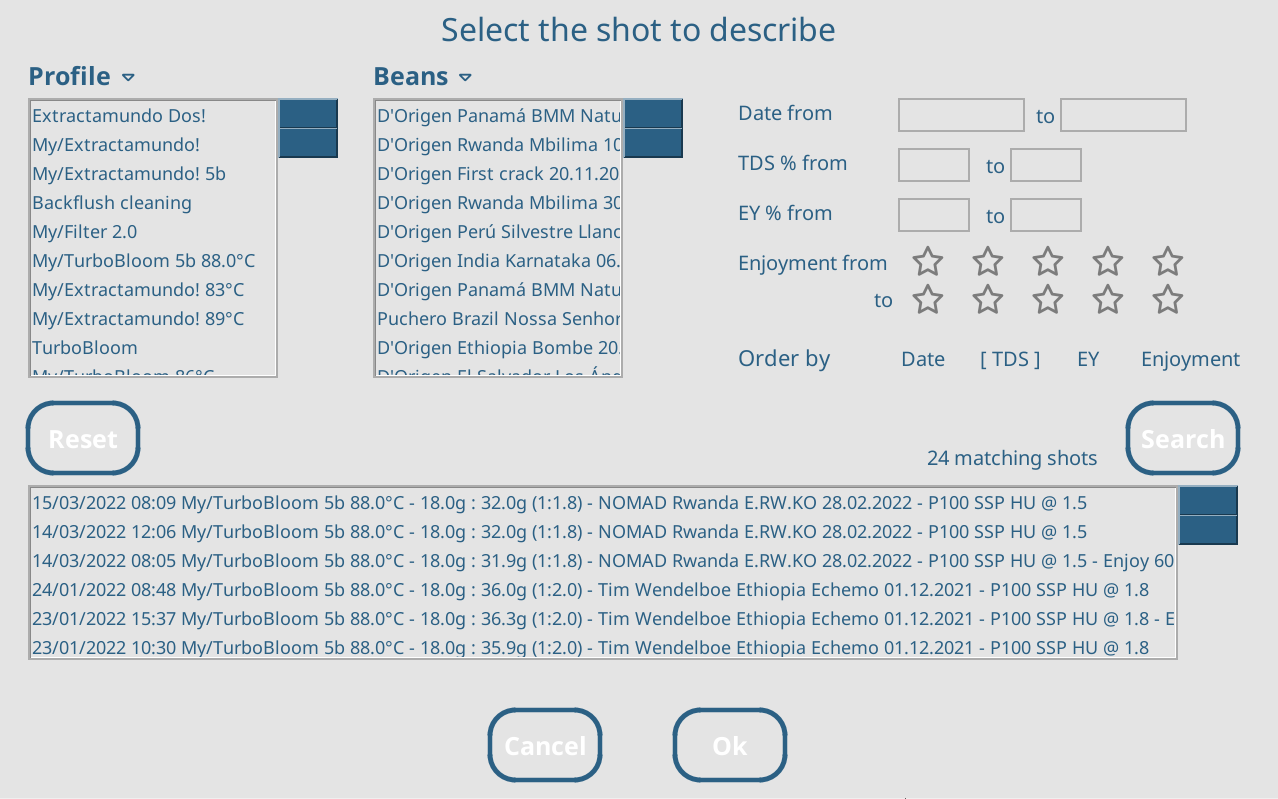 Select the shot to describe
Profile
Beans
Extractamundo Dos!
My/Extractamundo!
My/Extractamundo! 5b
Backflush cleaning
My/Filter 2.0
My/TurboBloom 5b 88.0°C
My/Extractamundo! 83°C
My/Extractamundo! 89°C
TurboBloom
My/TurboBloom 86°C
D'Origen Panamá BMM Natu
D'Origen Rwanda Mbilima 10
D'Origen First crack 20.11.20
D'Origen Rwanda Mbilima 30
D'Origen Perú Silvestre Llano
D'Origen India Karnataka 06.
D'Origen Panamá BMM Natu
Puchero Brazil Nossa Senhor
D'Origen Ethiopia Bombe 20.
D'Origen El Salvador Los
Date from to
TDS % from to
EY % from to
Enjoyment from
to
Order by Date [ TDS ] EY Enjoyment
Reset
24 matching shots
Search
15/03/2022 08:09 My/TurboBloom 5b 88.0°C - 18.0g : 32.0g (1:1.8) - NOMAD Rwanda E.RW.KO 28.02.2022 - P100 SSP HU @ 1.5
14/03/2022 12:06 My/TurboBloom 5b 88.0°C - 18.0g : 32.0g (1:1.8) - NOMAD Rwanda E.RW.KO 28.02.2022 - P100 SSP HU @ 1.5
14/03/2022 08:05 My/TurboBloom 5b 88.0°C - 18.0g : 31.9g (1:1.8) - NOMAD Rwanda E.RW.KO 28.02.2022 - P100 SSP HU @ 1.5 - Enjoy 60
24/01/2022 08:48 My/TurboBloom 5b 88.0°C - 18.0g : 36.0g (1:2.0) - Tim Wendelboe Ethiopia Echemo 01.12.2021 - P100 SSP HU @ 1.8
23/01/2022 15:37 My/TurboBloom 5b 88.0°C - 18.0g : 36.3g (1:2.0) - Tim Wendelboe Ethiopia Echemo 01.12.2021 - P100 SSP HU @ 1.8 - E
23/01/2022 10:30 My/TurboBloom 5b 88.0°C - 18.0g : 35.9g (1:2.0) - Tim Wendelboe Ethiopia Echemo 01.12.2021 - P100 SSP HU @ 1.8
Cancel
Ok